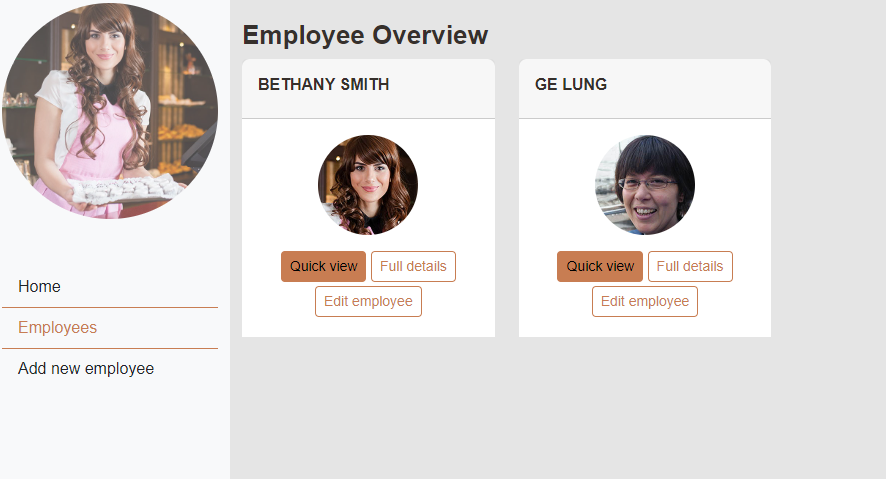 Home
Employees
Add new employee
Employee Overview
BETHANY SMITH
Quick view
Full details
Edit employee
GE LUNG
Quick view
Full details
Edit employee